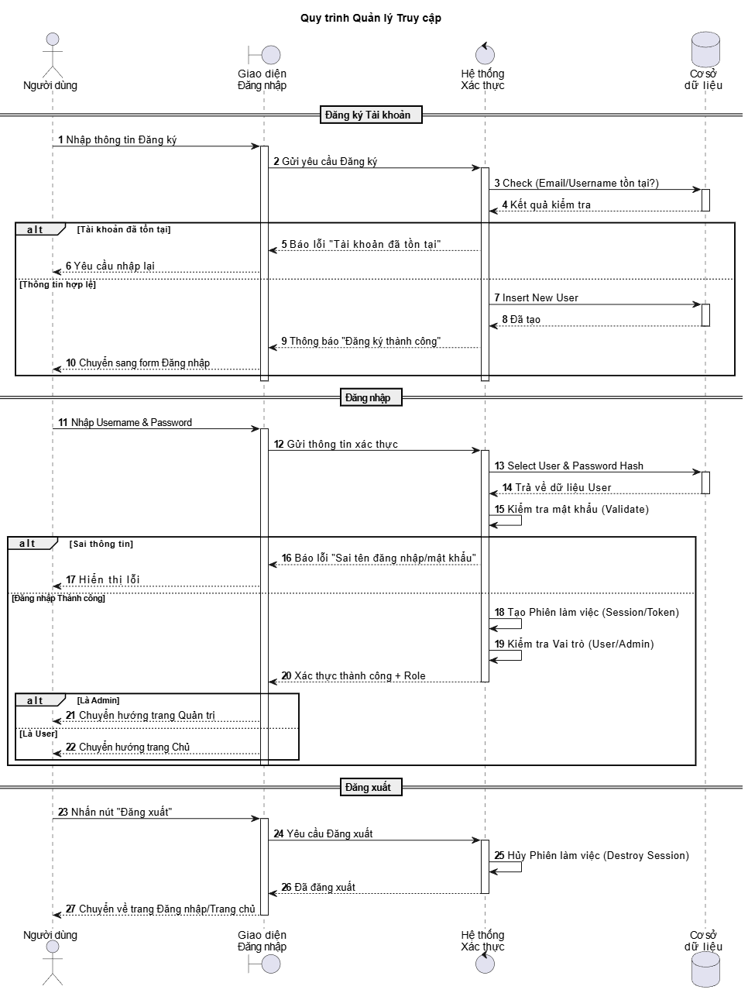 Quy trình Quản lý Truy cập
Người dùng
Giao diện
Đăng nhập
Hệ thống
Xác thực
Cơ sở
dữ liệu
Đăng ký Tài khoản
1 Nhập thông tin Đăng ký
2 Gửi yêu cầu Đăng ký
3 Check (Email/Username tồn tại?)
4 Kết quả kiểm tra
alt [Tài khoản đã tồn tại]
5 Báo lỗi "Tài khoản đã tồn tại"
6 Yêu cầu nhập lại
[Thông tin hợp lệ]
7 Insert New User
8 Đã tạo
9 Thông báo "Đăng ký thành công"
10 Chuyển sang form Đăng nhập
Đăng nhập
11 Nhập Username & Password
12 Gửi thông tin xác thực
13 Select User & Password Hash
14 Trả về dữ liệu User
15 Kiểm tra mật khẩu (Validate)
alt [Sai thông tin]
16 Báo lỗi "Sai tên đăng nhập/mật khẩu"
17 Hiển thị lỗi
[Đăng nhập Thành công]
18 Tạo Phiên làm việc (Session/Token)
19 Kiểm tra Vai trò (User/Admin)
20 Xác thực thành công + Role
alt [Là Admin]
21 Chuyển hướng trang Quản trị
[Là User]
22 Chuyển hướng trang Chủ
Đăng xuất
23 Nhấn nút "Đăng xuất"
24 Yêu cầu Đăng xuất
25 Hủy Phiên làm việc (Destroy Session)
26 Đã đăng xuất
27 Chuyển về trang Đăng nhập/Trang chủ
Người dùng
Giao diện
Đăng nhập
Hệ thống
Xác thực
Cơ sở
dữ liệu